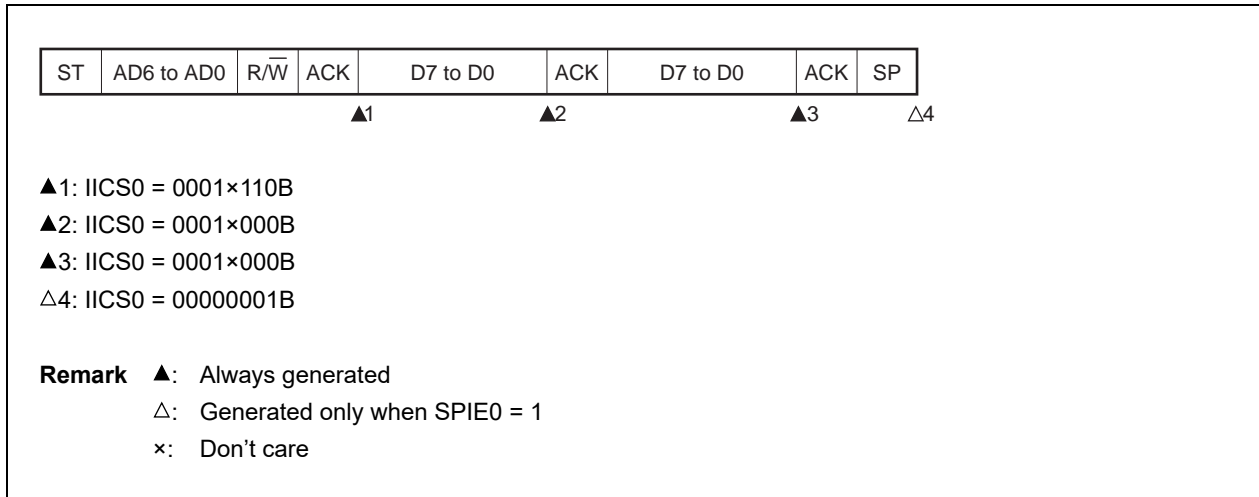 ST AD6 to AD0 R/W̅ ACK D7 to D0 ACK D7 to D0 ACK SP
▲1 ▲2 ▲3 △4
▲1: IICS0 = 0001×110B
▲2: IICS0 = 0001×000B
▲3: IICS0 = 0001×000B
△4: IICS0 = 00000001B
Remark ▲: Always generated
△: Generated only when SPIE0 = 1
×: Don't care